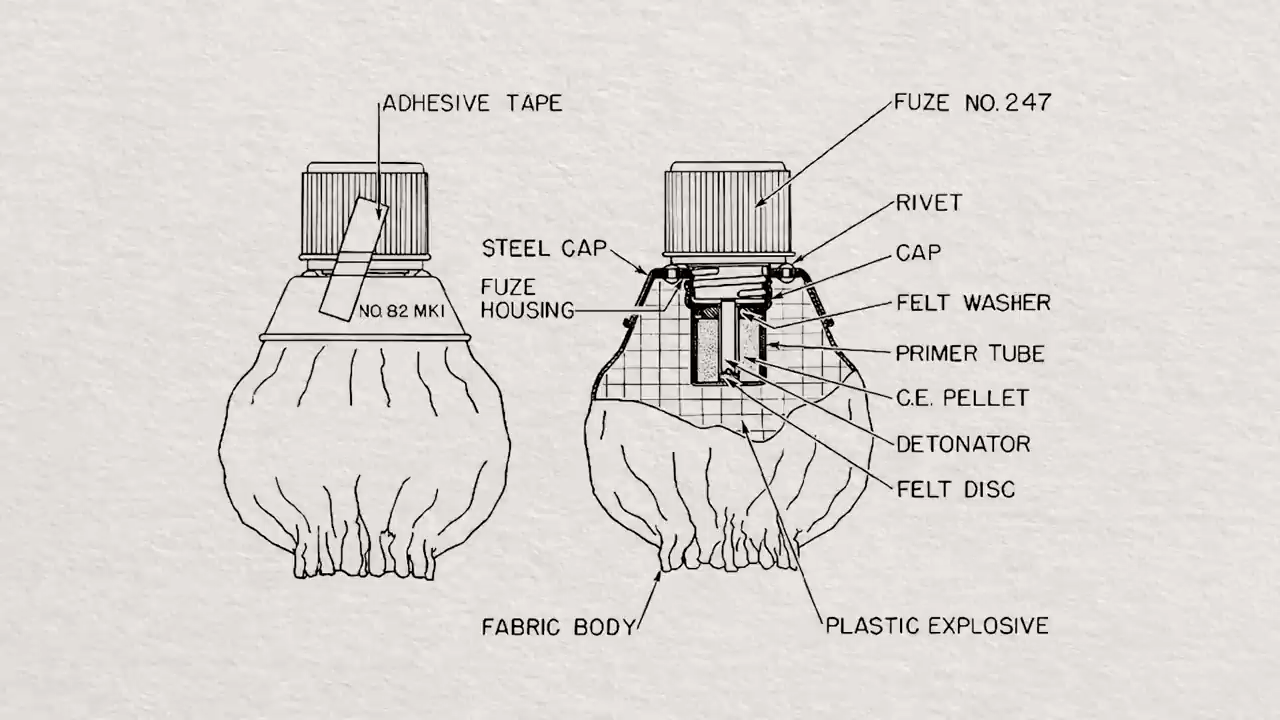 ADHESIVE TAPE
NO. 82 MK I
STEEL CAP
FUZE
HOUSING
FABRIC BODY
FUZE NO. 247
RIVET
CAP
FELT WASHER
PRIMER TUBE
C.E. PELLET
DETONATOR
FELT DISC
PLASTIC EXPLOSIVE